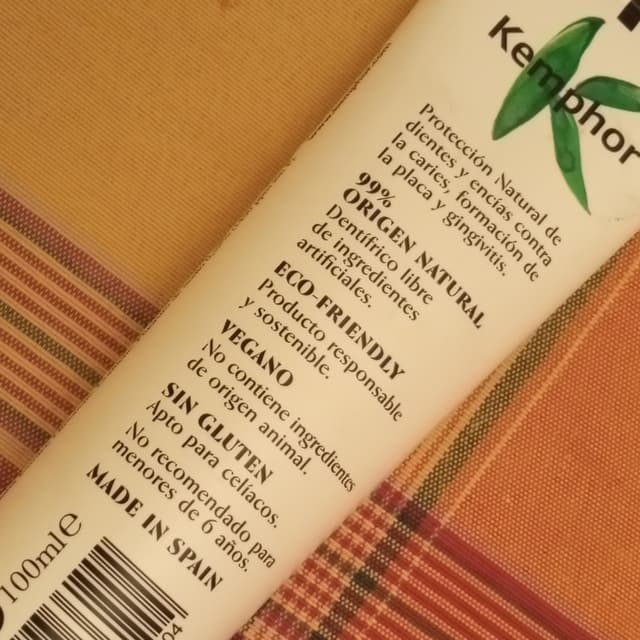 Kemphor
Protección Natural de
dientes y encías contra
la caries, formación de
la placa y gingivitis.
99%
ORIGEN NATURAL
Dentífrico libre
de ingredientes
artificiales.
ECO-FRIENDLY
Producto responsable
y sostenible.
VEGANO
No contiene ingredientes
de origen animal.
SIN GLUTEN
Apto para celíacos.
No recomendado para
menores de 6 años.
MADE IN SPAIN
100ml e
04